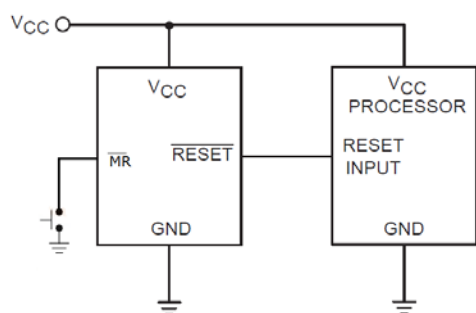 VCC
VCC
MR
RESET
GND
VCC
PROCESSOR
RESET
INPUT
GND